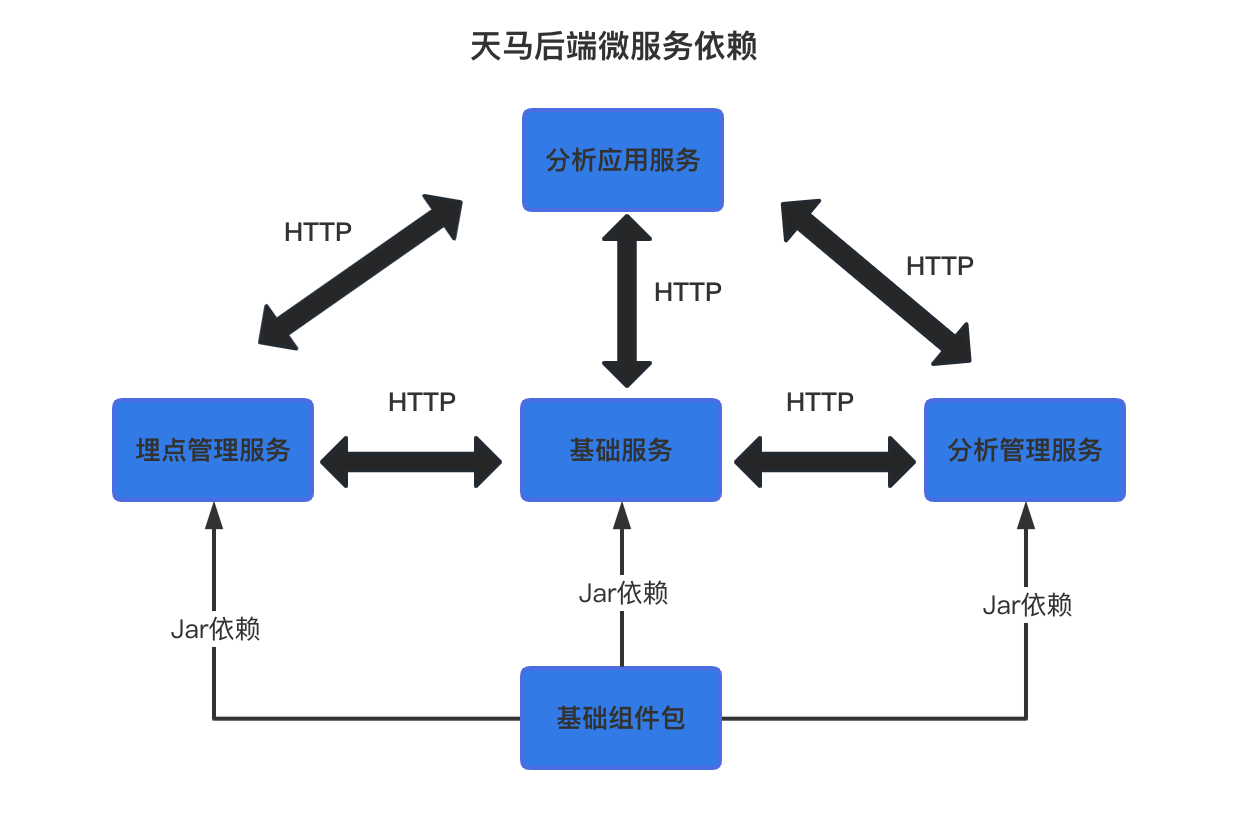 天马后端微服务依赖
分析应用服务
HTTP
HTTP
HTTP
HTTP
HTTP
埋点管理服务
基础服务
分析管理服务
Jar依赖
Jar依赖
Jar依赖
基础组件包